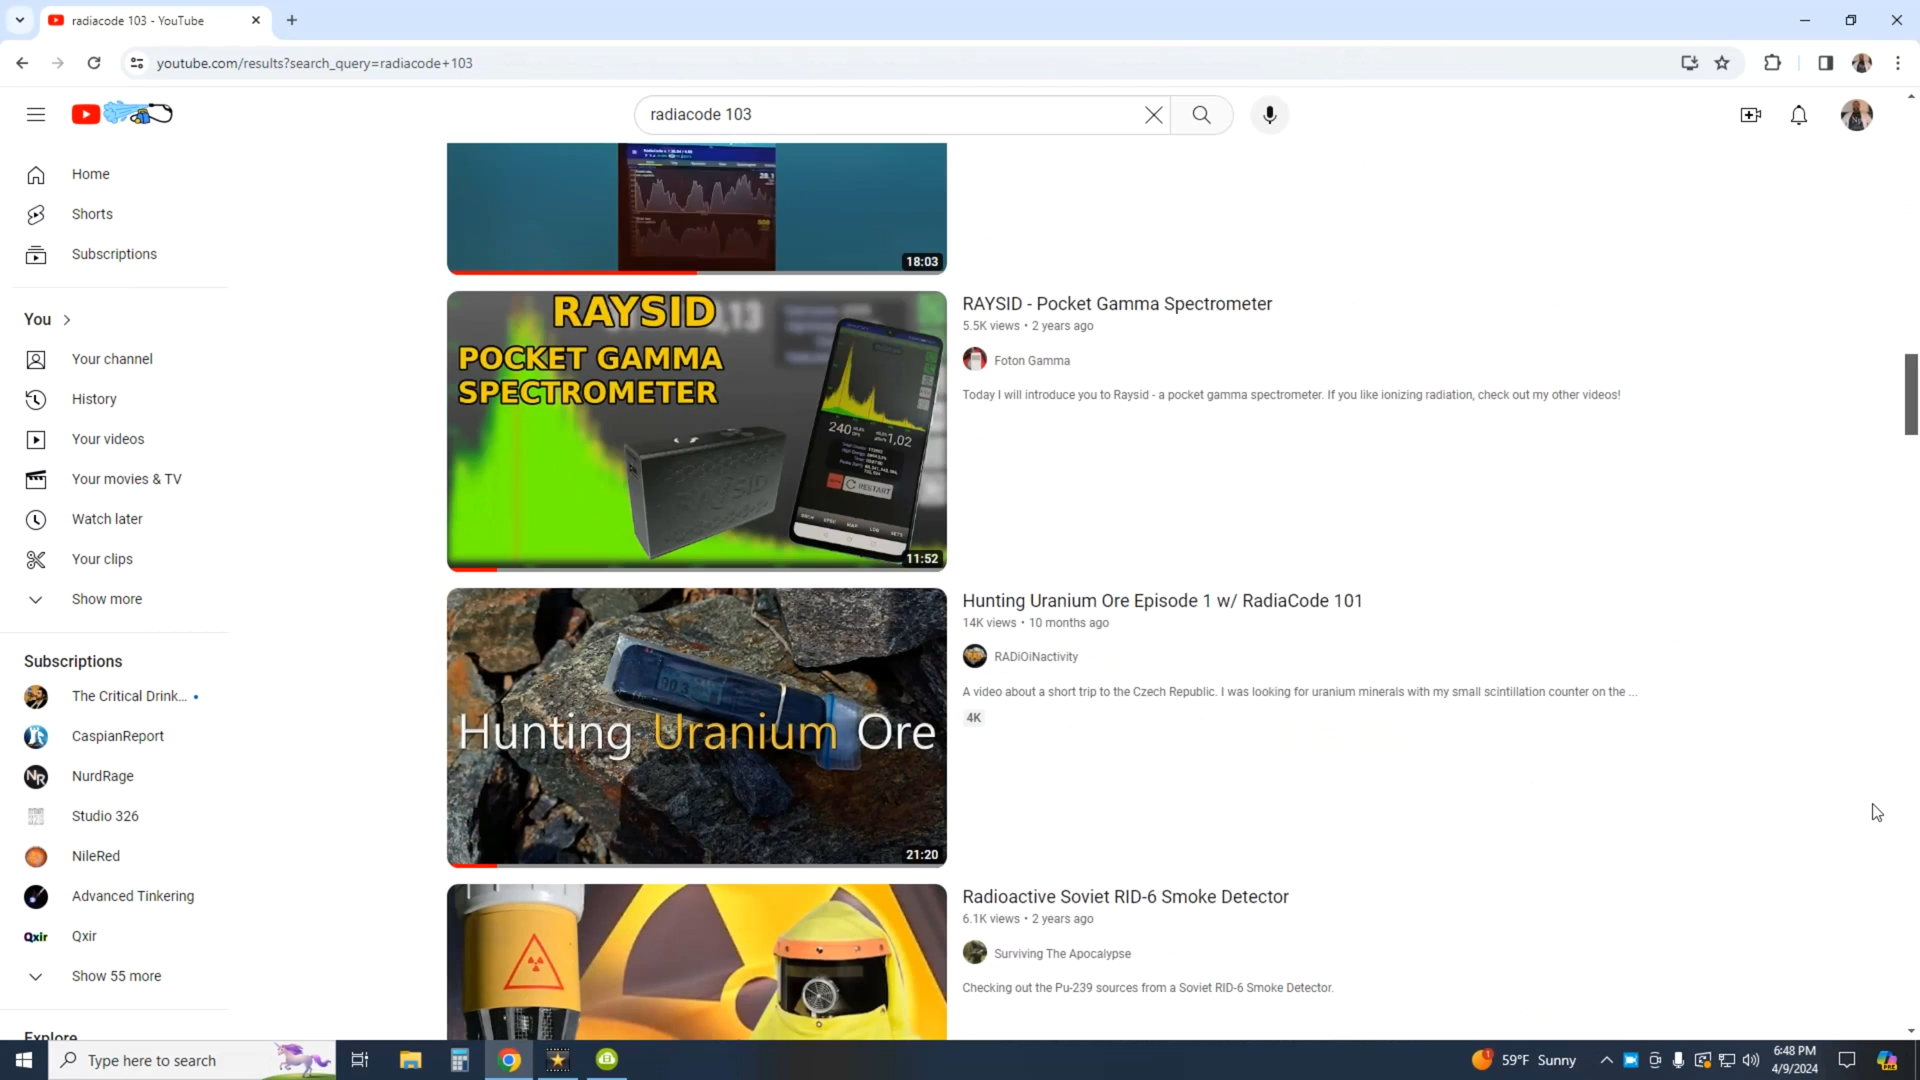 radiacode 103 - YouTube
youtube.com/results?search_query=radiacode+103
radiacode 103
Home
Shorts
Subscriptions
You
Your channel
History
Your videos
Your movies & TV
Watch later
Your clips
Show more
Subscriptions
The Critical Drink...
CaspianReport
NurdRage
Studio 326
NileRed
Advanced Tinkering
Qxir
Qxir
Show 55 more
Explore
18:03
RAYSID
POCKET GAMMA
SPECTROMETER
240
1,02
RESTART
11:52
RAYSID - Pocket Gamma Spectrometer
5.5K views • 2 years ago
Foton Gamma
Today I will introduce you to Raysid - a pocket gamma spectrometer. If you like ionizing radiation, check out my other videos!
Hunting Uranium Ore
21:20
Hunting Uranium Ore Episode 1 w/ RadiaCode 101
14K views • 10 months ago
RADiOiNactivity
A video about a short trip to the Czech Republic. I was looking for uranium minerals with my small scintillation counter on the ...
4K
Radioactive Soviet RID-6 Smoke Detector
6.1K views • 2 years ago
Surviving The Apocalypse
Checking out the Pu-239 sources from a Soviet RID-6 Smoke Detector.
Type here to search
59°F Sunny
6:48 PM
4/9/2024